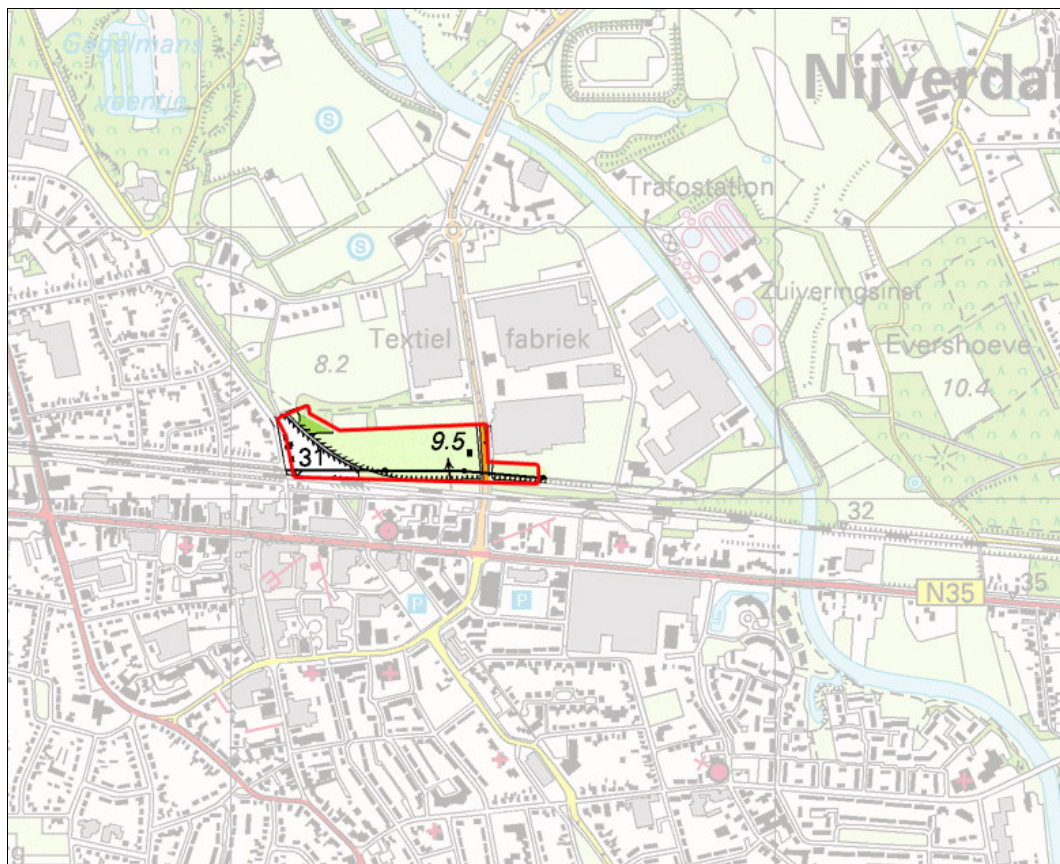 Gagelmans
veentje
Nijverdal
S
Trafostation
S
Zuiveringsinst
Textiel fabriek
Evershoeve
8.2
10.4
9.5
31
32
N35
35
P
P